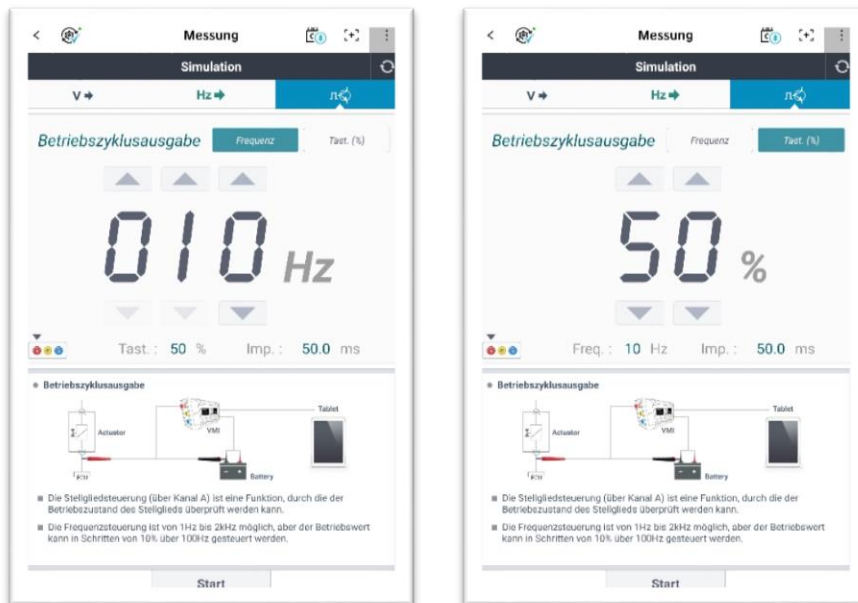 Messung
Simulation
V
Hz
Betriebszyklusausgabe Frequenz Tast. (%)
010 Hz
Tast. : 50 % Imp. : 50.0 ms
Betriebszyklusausgabe
Tablet
Actuator
VMI
ECU
Battery
Die Stellgliedsteuerung (über Kanal A) ist eine Funktion, durch die der
Betriebszustand des Stellglieds überprüft werden kann.
Die Frequenzsteuerung ist von 1Hz bis 2kHz möglich, aber der Betriebswert
kann in Schritten von 10% über 100Hz gesteuert werden.
Start
Messung
Simulation
V
Hz
Betriebszyklusausgabe Frequenz Tast. (%)
50 %
Freq. : 10 Hz Imp. : 50.0 ms
Betriebszyklusausgabe
Tablet
Actuator
VMI
ECU
Battery
Die Stellgliedsteuerung (über Kanal A) ist eine Funktion, durch die der
Betriebszustand des Stellglieds überprüft werden kann.
Die Frequenzsteuerung ist von 1Hz bis 2kHz möglich, aber der Betriebswert
kann in Schritten von 10% über 100Hz gesteuert werden.
Start